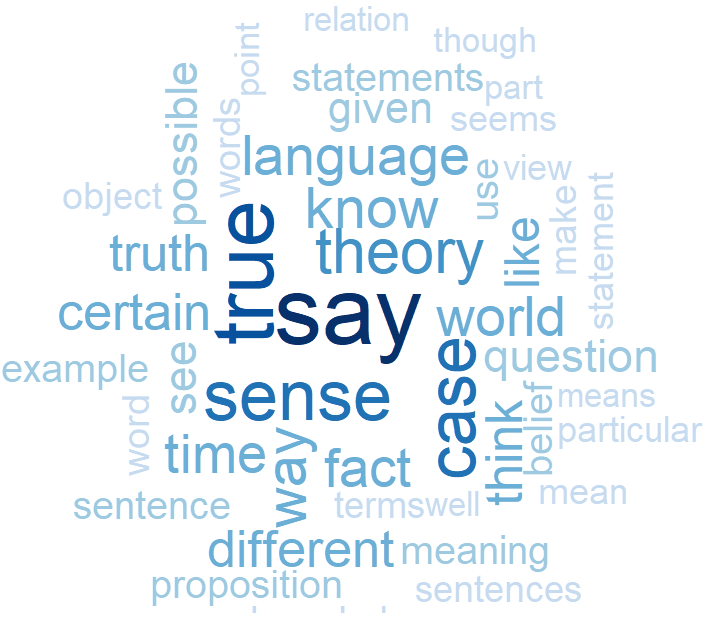 relation
though
point
statements
part
possible
given
seems
words
language
view
use
object
know
make
statement
truth
true
theory
like
say
certain
world
case
question
example
see
sense
means
belief
think
word
particular
time
way
fact
mean
sentence
terms
well
different
meaning
proposition
sentences